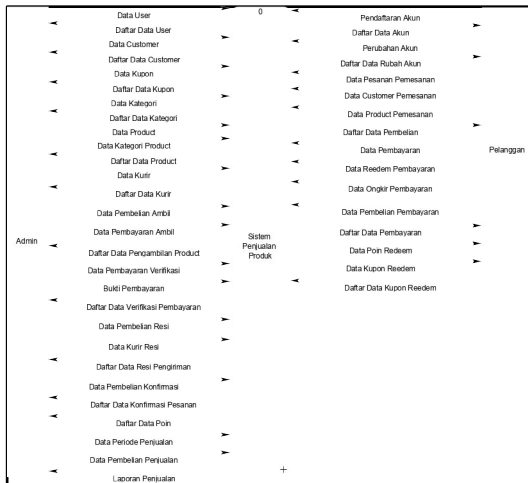 0
Data User
Daftar Data User
Data Customer
Daftar Data Customer
Data Kupon
Daftar Data Kupon
Data Kategori
Daftar Data Kategori
Data Product
Data Kategori Product
Daftar Data Product
Data Kurir
Daftar Data Kurir
Data Pembelian Ambil
Data Pembayaran Ambil
Admin
Daftar Data Pengambilan Product
Data Pembayaran Verifikasi
Bukti Pembayaran
Daftar Data Verifikasi Pembayaran
Data Pembelian Resi
Data Kurir Resi
Daftar Data Resi Pengiriman
Data Pembelian Konfirmasi
Daftar Data Konfirmasi Pesanan
Daftar Data Poin
Data Periode Penjualan
Data Pembelian Penjualan
Laporan Penjualan
Sistem
Penjualan
Produk
Pendaftaran Akun
Daftar Data Akun
Perubahan Akun
Daftar Data Rubah Akun
Data Pesanan Pemesanan
Data Customer Pemesanan
Data Product Pemesanan
Daftar Data Pembelian
Data Pembayaran
Pelanggan
Data Reedem Pembayaran
Data Ongkir Pembayaran
Data Pembelian Pembayaran
Daftar Data Pembayaran
Data Poin Redeem
Data Kupon Reedem
Daftar Data Kupon Reedem